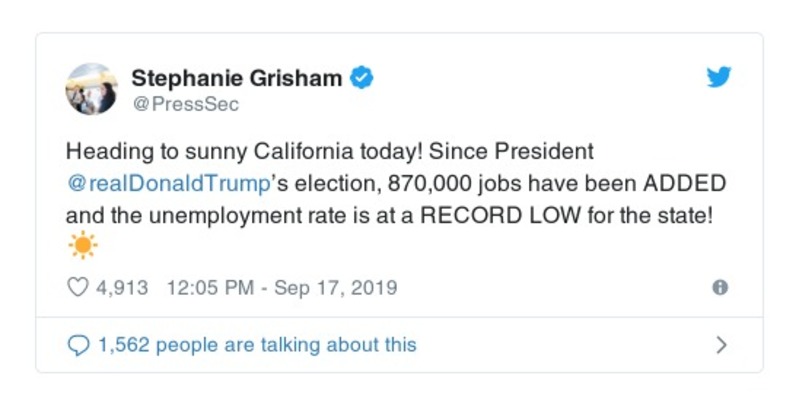 Stephanie Grisham
@PressSec
Heading to sunny California today! Since President
@realDonaldTrump's election, 870,000 jobs have been ADDED
and the unemployment rate is at a RECORD LOW for the state!
☀️
4,913 12:05 PM - Sep 17, 2019
1,562 people are talking about this